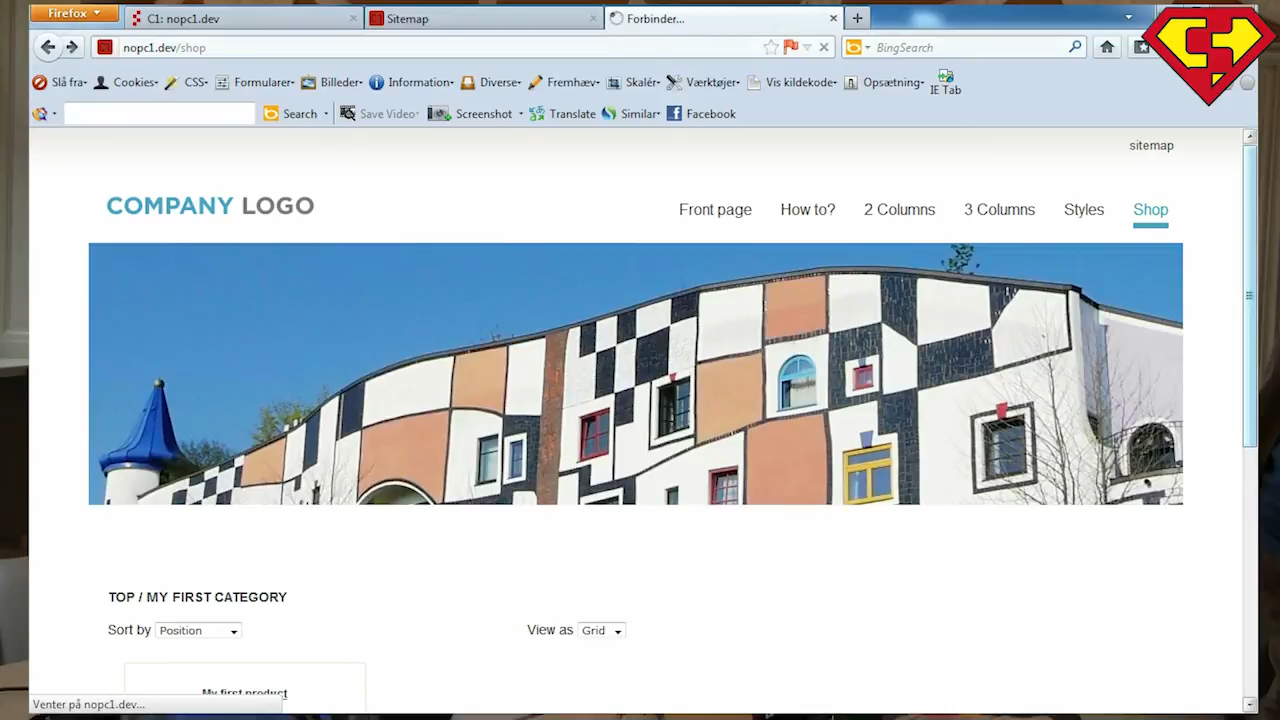 Firefox
C1: nopc1.dev
Sitemap
Forbinder...
nopc1.dev/shop
BingSearch
Slå fra
Cookies
CSS
Formularer
Billeder
Information
Diverse
Fremhæv
Skalér
Værktøjer
Vis kildekode
Opsætning
IE Tab
Search
Save Video
Screenshot
Translate
Similar
Facebook
sitemap
COMPANY LOGO
Front page
How to?
2 Columns
3 Columns
Styles
Shop
TOP / MY FIRST CATEGORY
Sort by Position
View as Grid
My first product
Venter på nopc1.dev...